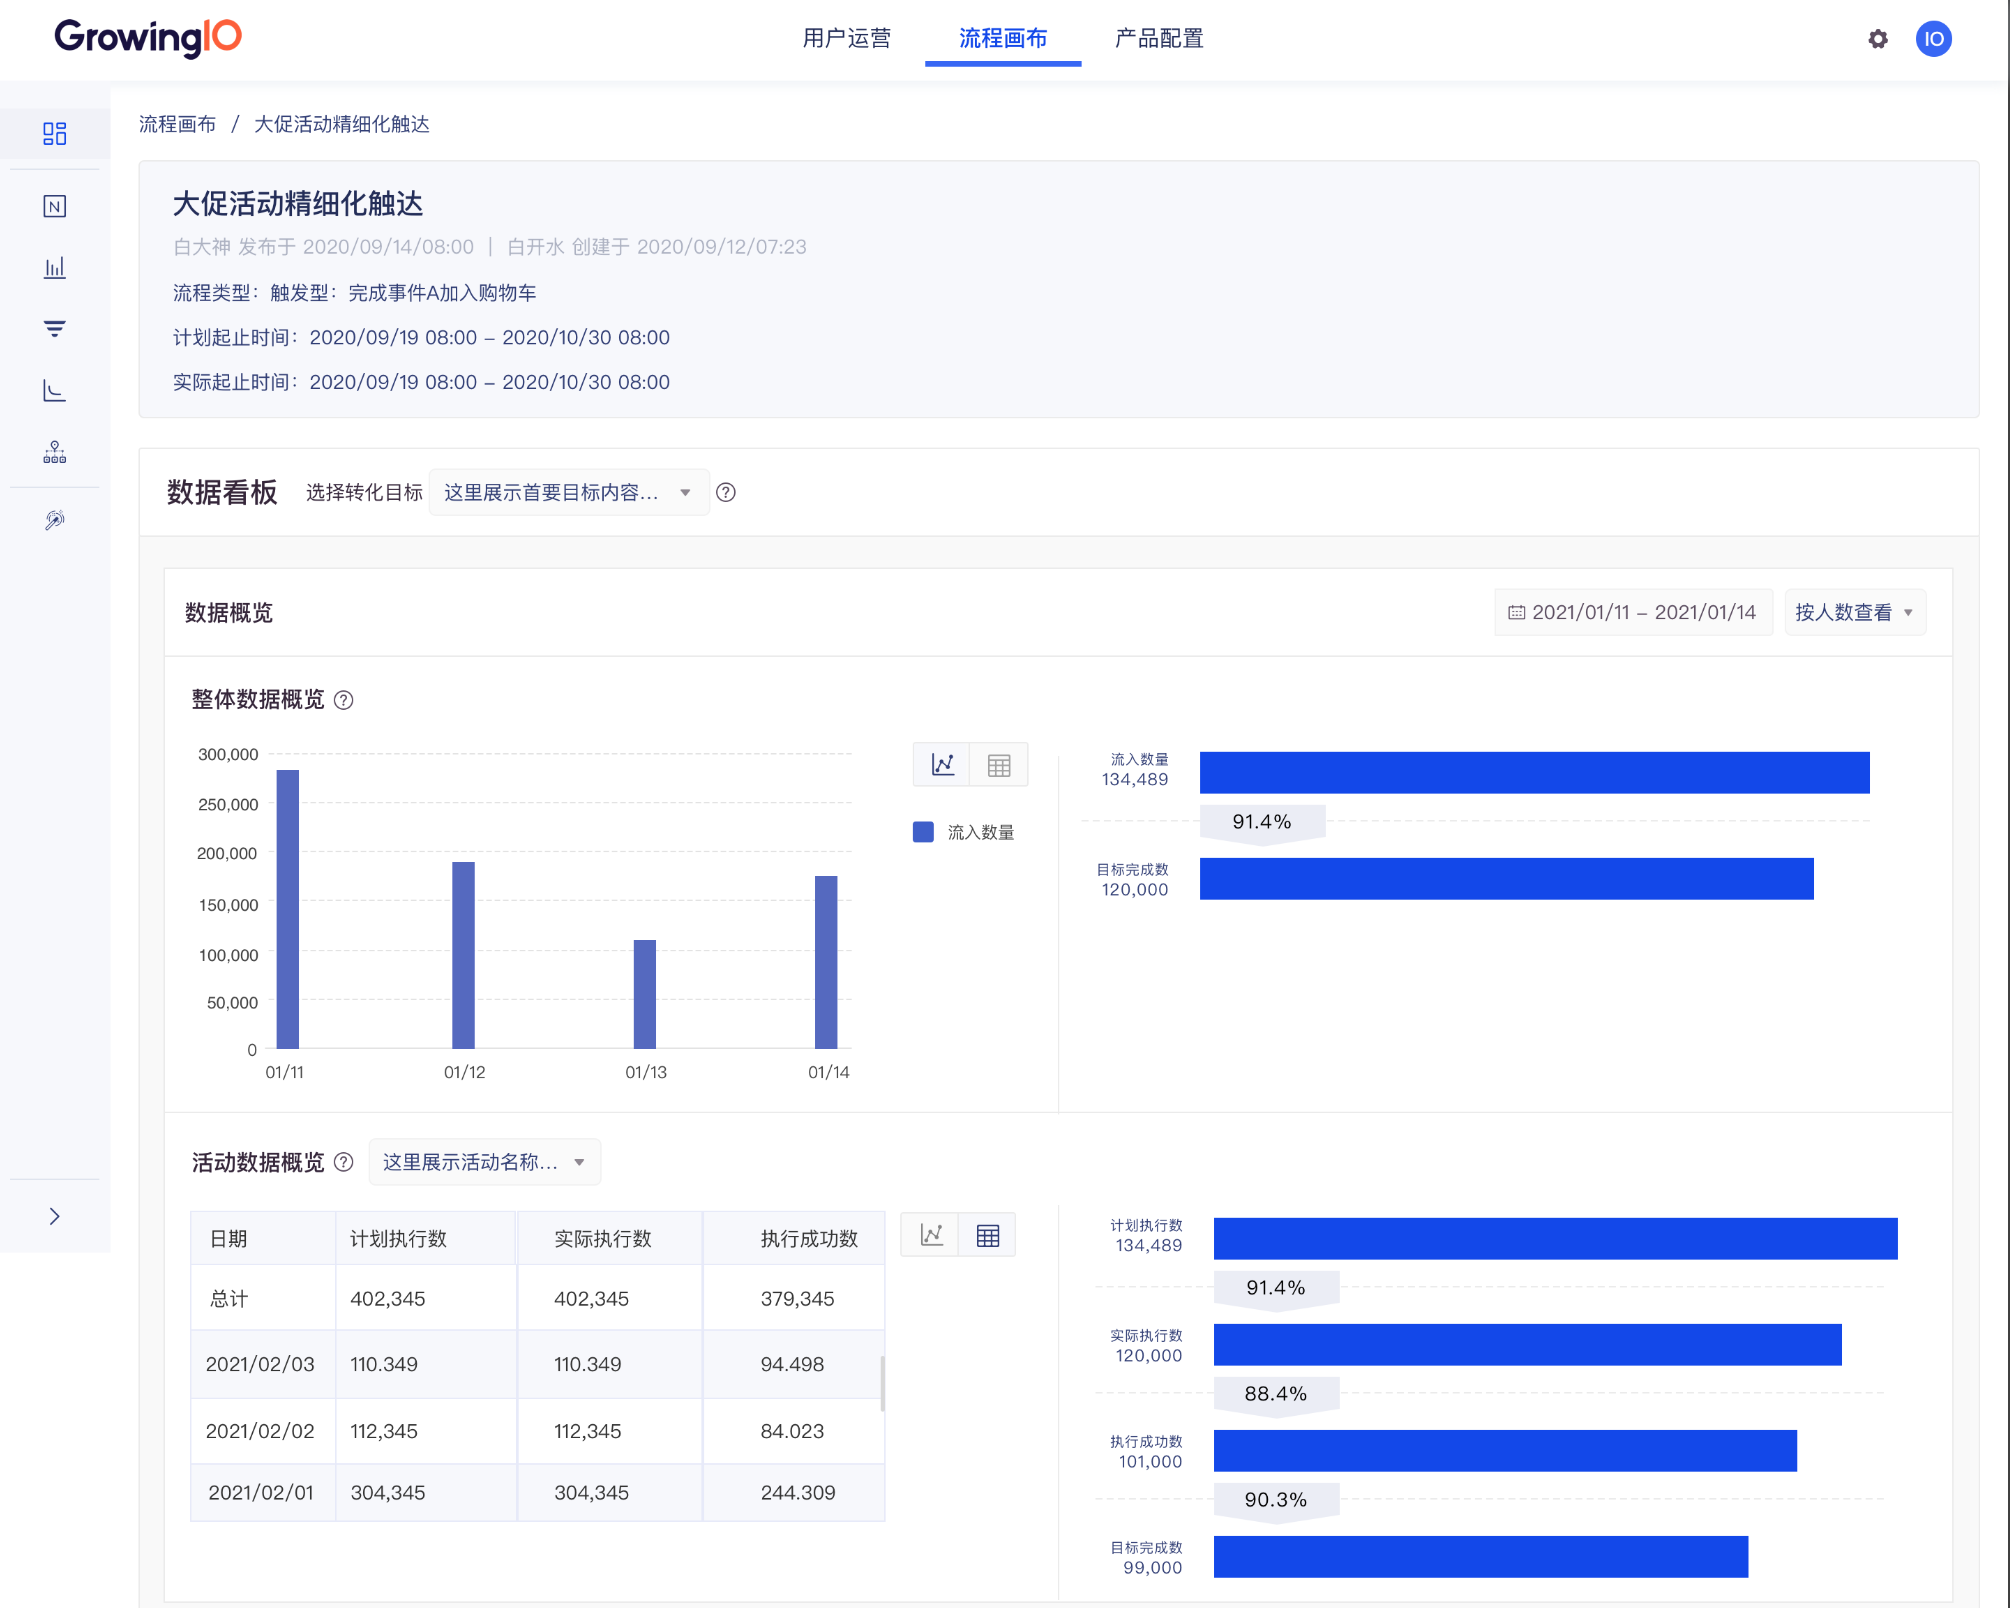 GrowingIO
用户运营
流程画布
产品配置
IO
流程画布 / 大促活动精细化触达
大促活动精细化触达
白大神 发布于 2020/09/14/08:00 | 白开水 创建于 2020/09/12/07:23
流程类型：触发型：完成事件A加入购物车
计划起止时间：2020/09/19 08:00 – 2020/10/30 08:00
实际起止时间：2020/09/19 08:00 – 2020/10/30 08:00
数据看板 选择转化目标 这里展示首要目标内容...
数据概览
2021/01/11 – 2021/01/14
按人数查看
整体数据概览
300,000
250,000
200,000
150,000
100,000
50,000
0
01/11 01/12 01/13 01/14
流入数量
流入数量
134,489
91.4%
目标完成数
120,000
活动数据概览 这里展示活动名称...
日期 计划执行数 实际执行数 执行成功数
总计 402,345 402,345 379,345
2021/02/03 110.349 110.349 94.498
2021/02/02 112,345 112,345 84.023
2021/02/01 304,345 304,345 244.309
计划执行数
134,489
91.4%
实际执行数
120,000
88.4%
执行成功数
101,000
90.3%
目标完成数
99,000